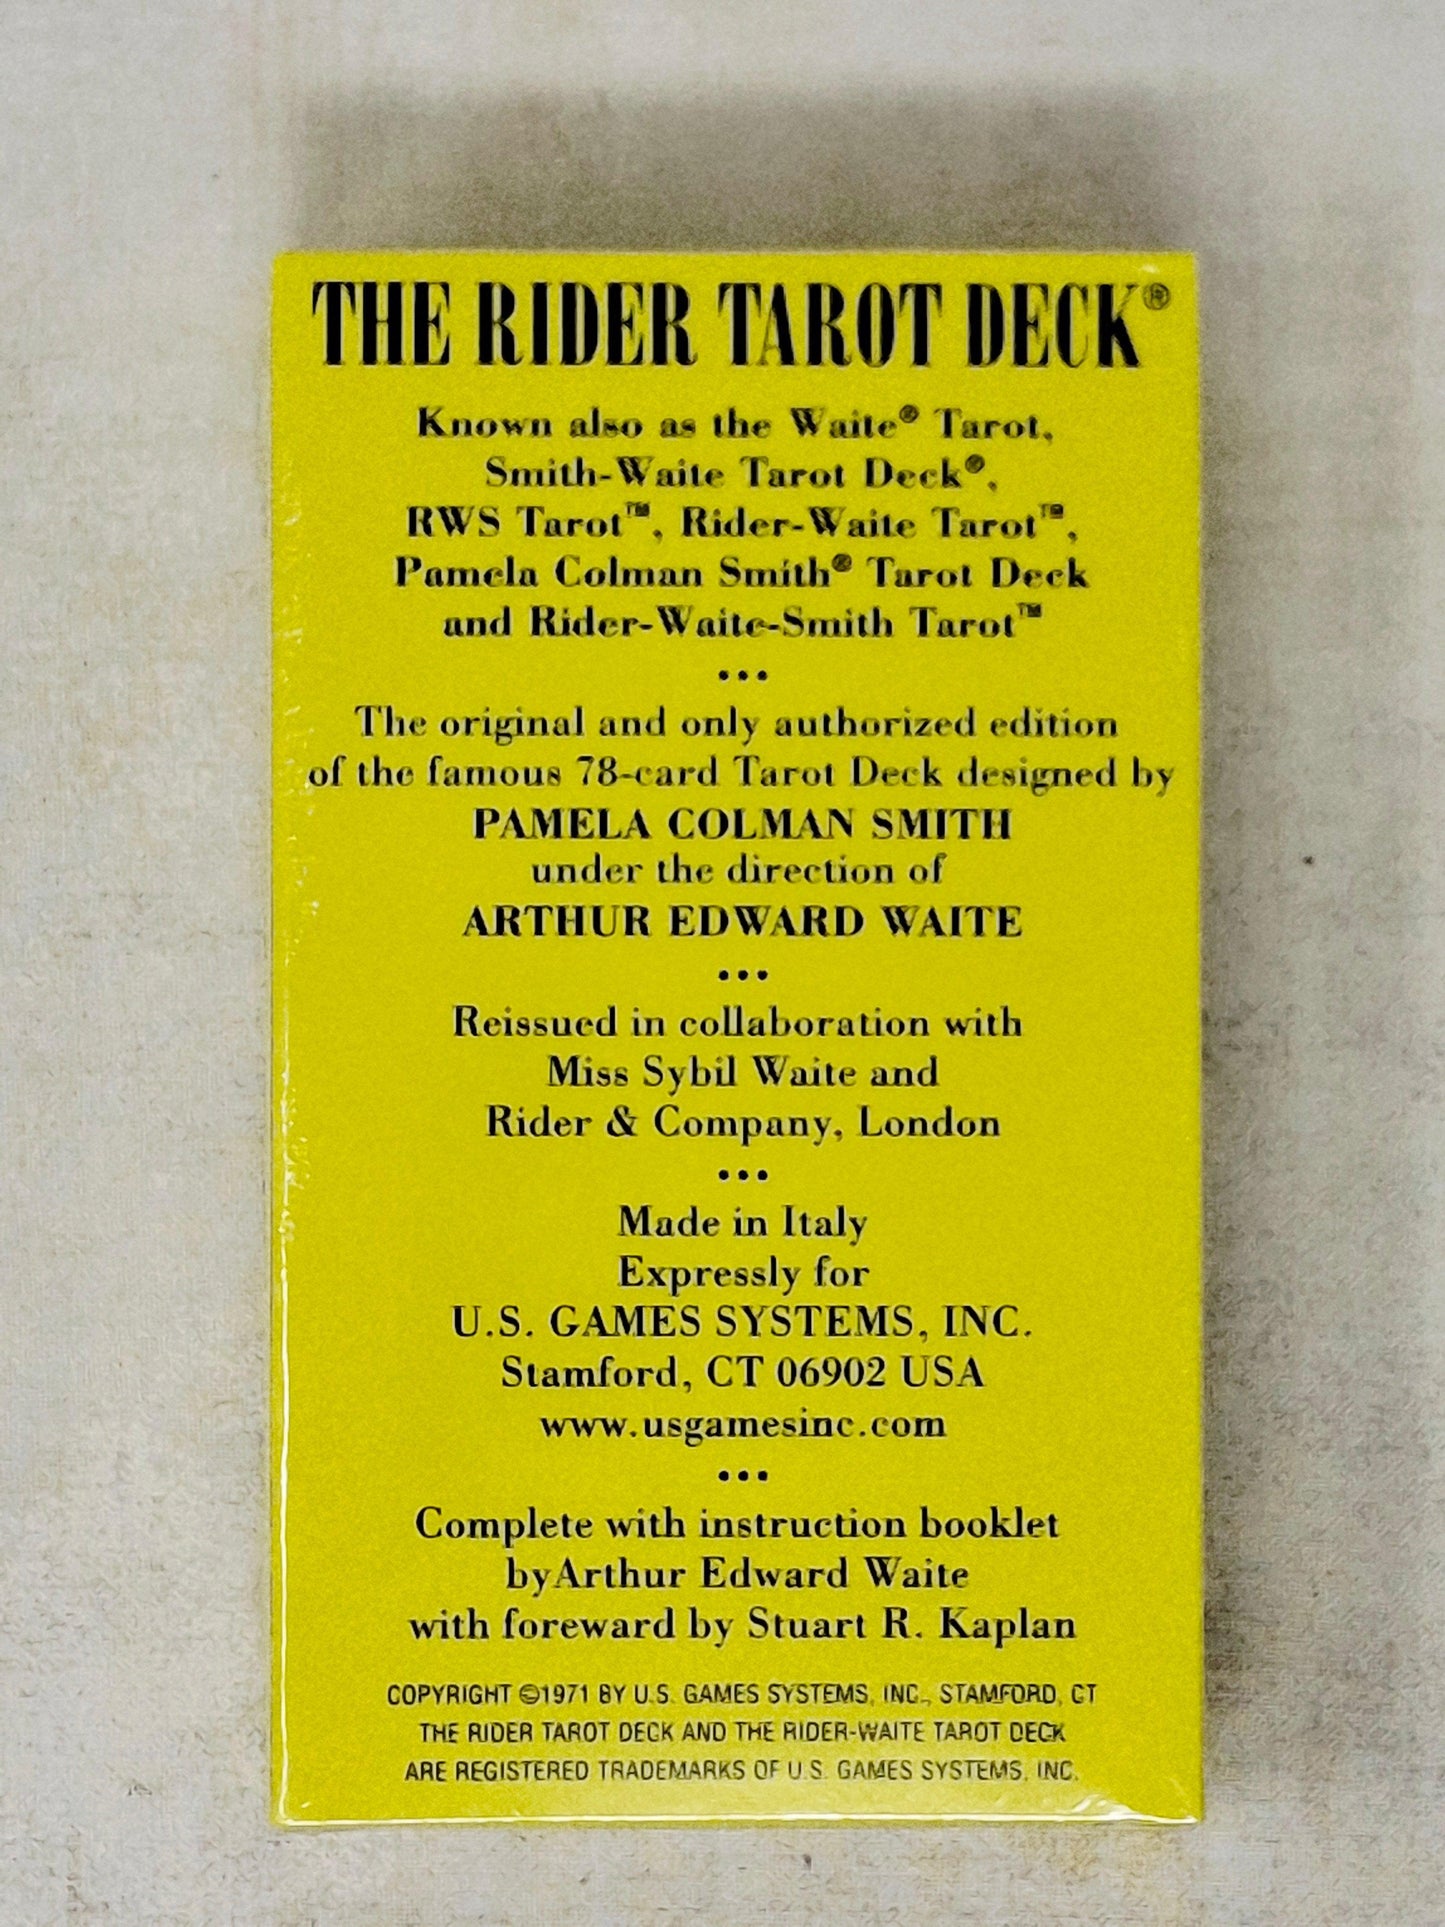 THE RIDER TAROT DECK®
Known also as the Waite® Tarot,
Smith-Waite Tarot Deck®,
RWS Tarot™, Rider-Waite Tarot™,
Pamela Colman Smith® Tarot Deck
and Rider-Waite-Smith Tarot™
•••
The original and only authorized edition
of the famous 78-card Tarot Deck designed by
PAMELA COLMAN SMITH
under the direction of
ARTHUR EDWARD WAITE
•••
Reissued in collaboration with
Miss Sybil Waite and
Rider & Company, London
•••
Made in Italy
Expressly for
U.S. GAMES SYSTEMS, INC.
Stamford, CT 06902 USA
www.usgamesinc.com
•••
Complete with instruction booklet
byArthur Edward Waite
with foreward by Stuart R. Kaplan
COPYRIGHT ©1971 BY U.S. GAMES SYSTEMS, INC., STAMFORD, CT
THE RIDER TAROT DECK AND THE RIDER-WAITE TAROT DECK
ARE REGISTERED TRADEMARKS OF U.S. GAMES SYSTEMS, INC.